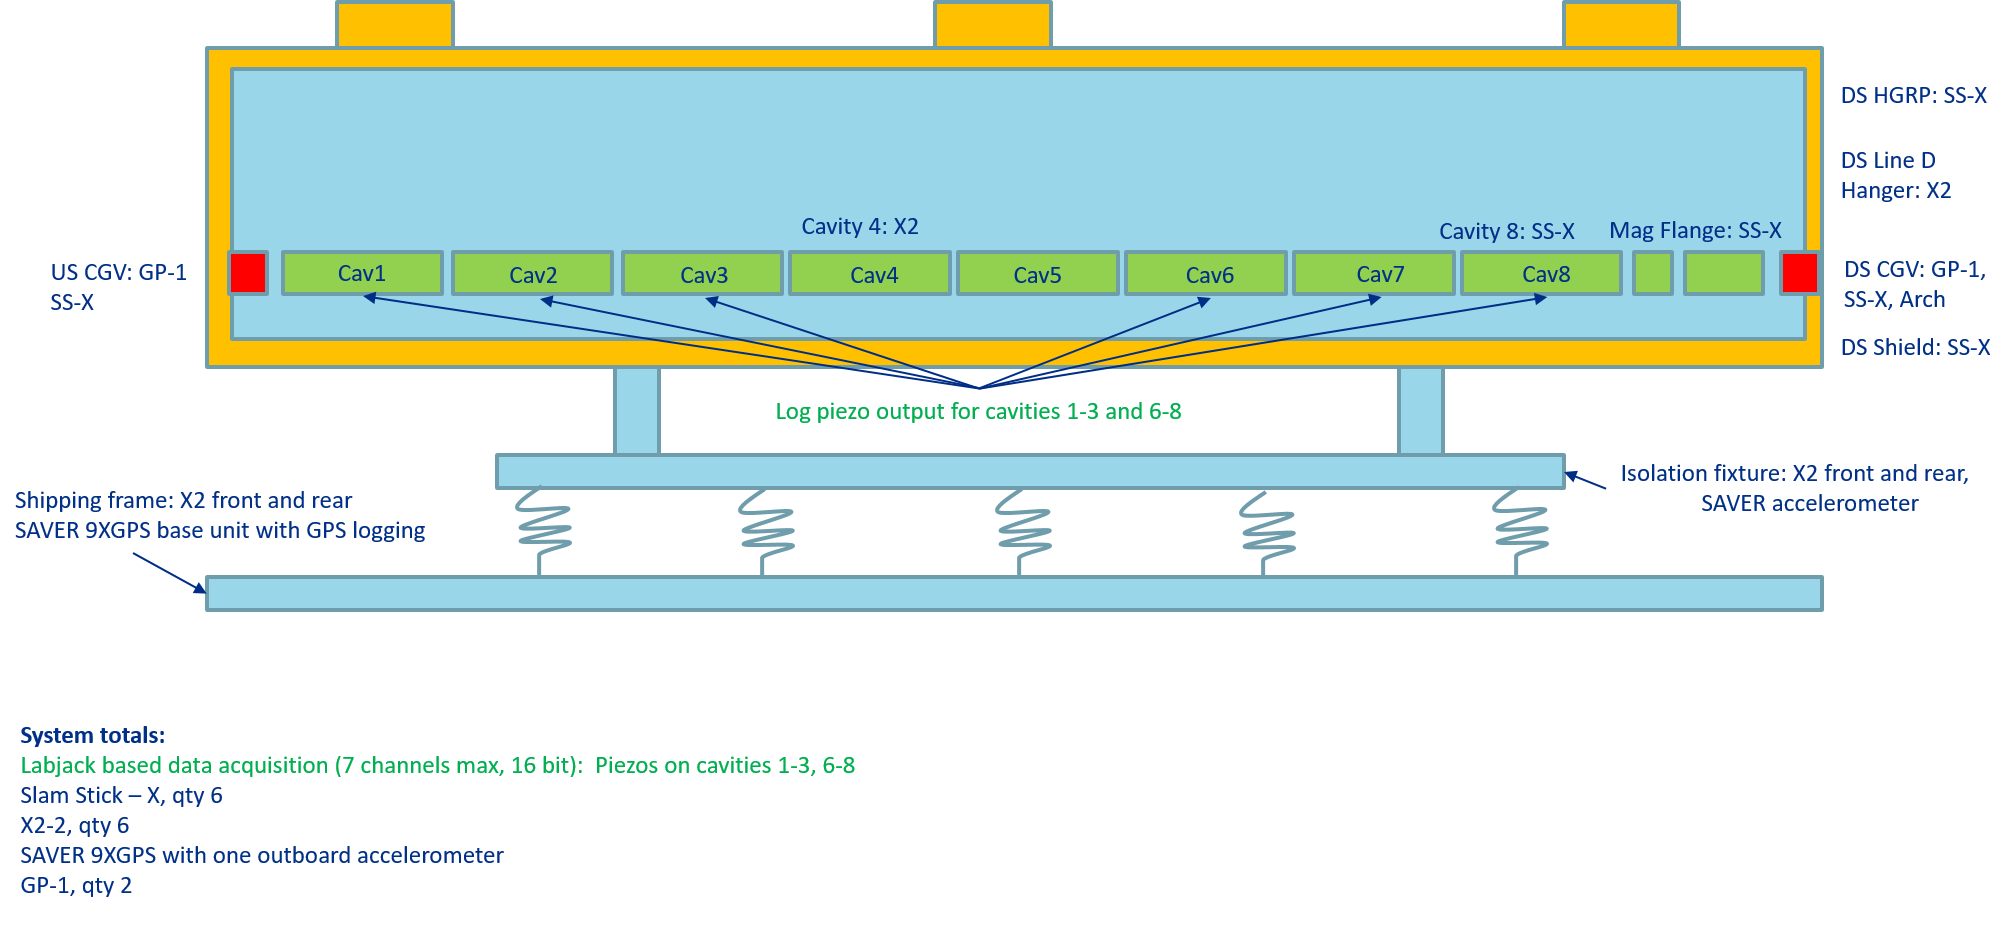 DS HGRP: SS-X
DS Line D
Hanger: X2
Cavity 4: X2
Cavity 8: SS-X
Mag Flange: SS-X
US CGV: GP-1
SS-X
Cav1
Cav2
Cav3
Cav4
Cav5
Cav6
Cav7
Cav8
DS CGV: GP-1,
SS-X, Arch
DS Shield: SS-X
Log piezo output for cavities 1-3 and 6-8
Shipping frame: X2 front and rear
SAVER 9XGPS base unit with GPS logging
Isolation fixture: X2 front and rear,
SAVER accelerometer
System totals:
Labjack based data acquisition (7 channels max, 16 bit):  Piezos on cavities 1-3, 6-8
Slam Stick – X, qty 6
X2-2, qty 6
SAVER 9XGPS with one outboard accelerometer
GP-1, qty 2